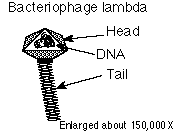 Bacteriophage lambda
Head
DNA
Tail
Enlarged about 150,000 X